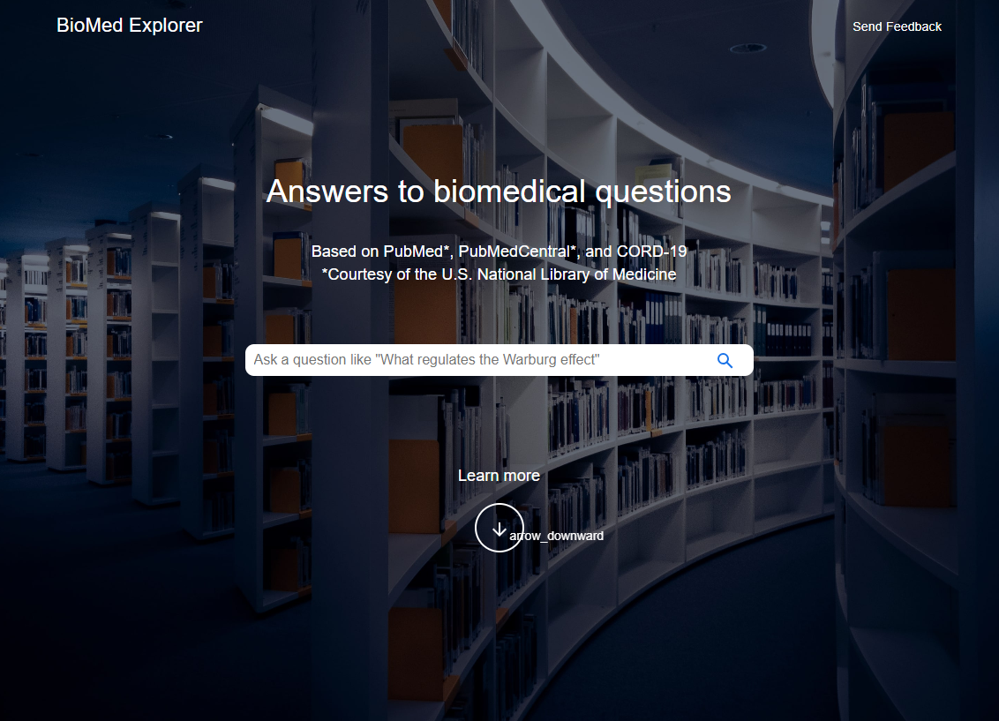 BioMed Explorer
Send Feedback
Answers to biomedical questions
Based on PubMed*, PubMedCentral*, and CORD-19
*Courtesy of the U.S. National Library of Medicine
Ask a question like "What regulates the Warburg effect"
Learn more
arrow_downward